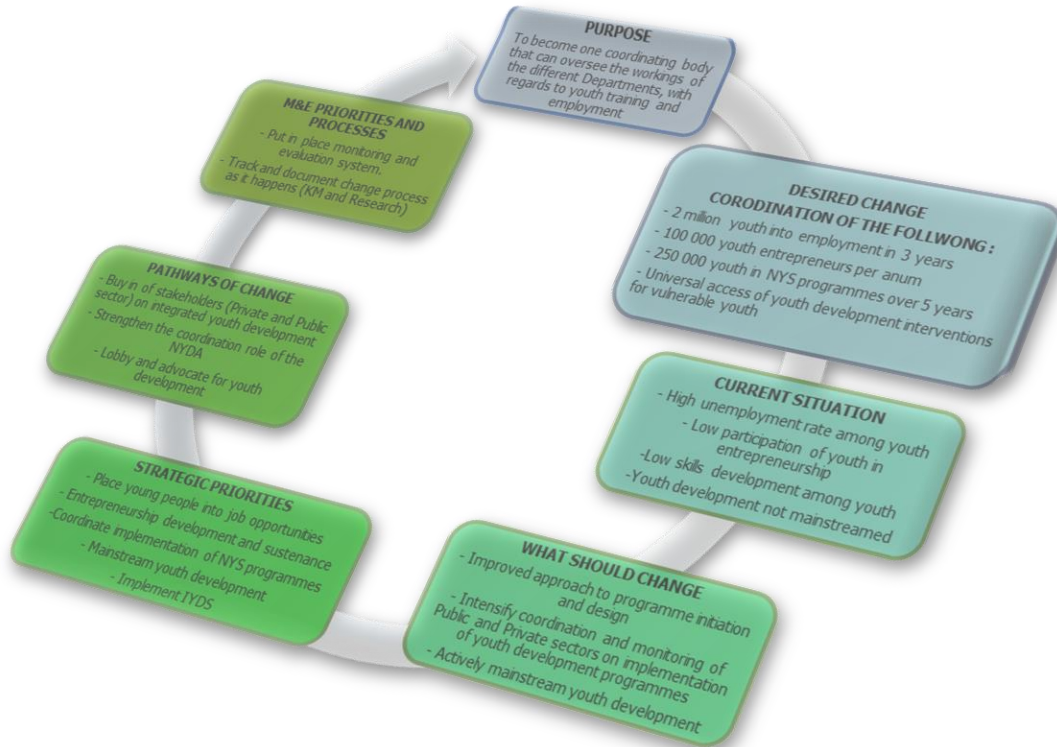 PURPOSE
To become one coordinating body
that can oversee the workings of
the different Departments, with
regards to youth training and
employment
DESIRED CHANGE
CORODINATION OF THE FOLLWONG :
- 2 million youth into employment in 3 years
- 100 000 youth entrepreneurs per anum
- 250 000 youth in NYS programmes over 5 years
- Universal access of youth development interventions
for vulnerable youth
CURRENT SITUATION
- High unemployment rate among youth
- Low participation of youth in
entrepreneurship
-Low skills development among youth
-Youth development not mainstreamed
WHAT SHOULD CHANGE
- Improved approach to programme initiation
and design
- Intensify coordination and monitoring of
Public and Private sectors on implementation
of youth development programmes
- Actively mainstream youth development
STRATEGIC PRIORITIES
- Place young people into job opportunities
- Entrepreneurship development and sustenance
-Coordinate implementation of NYS programmes
- Mainstream youth development
- Implement IYDS
PATHWAYS OF CHANGE
- Buy in of stakeholders (Private and Public
sector) on integrated youth development
- Strengthen the coordination role of the
NYDA
- Lobby and advocate for youth
development
M&E PRIORITIES AND
PROCESSES
- Put in place monitoring and
evaluation system.
- Track and document change process
as it happens (KM and Research)